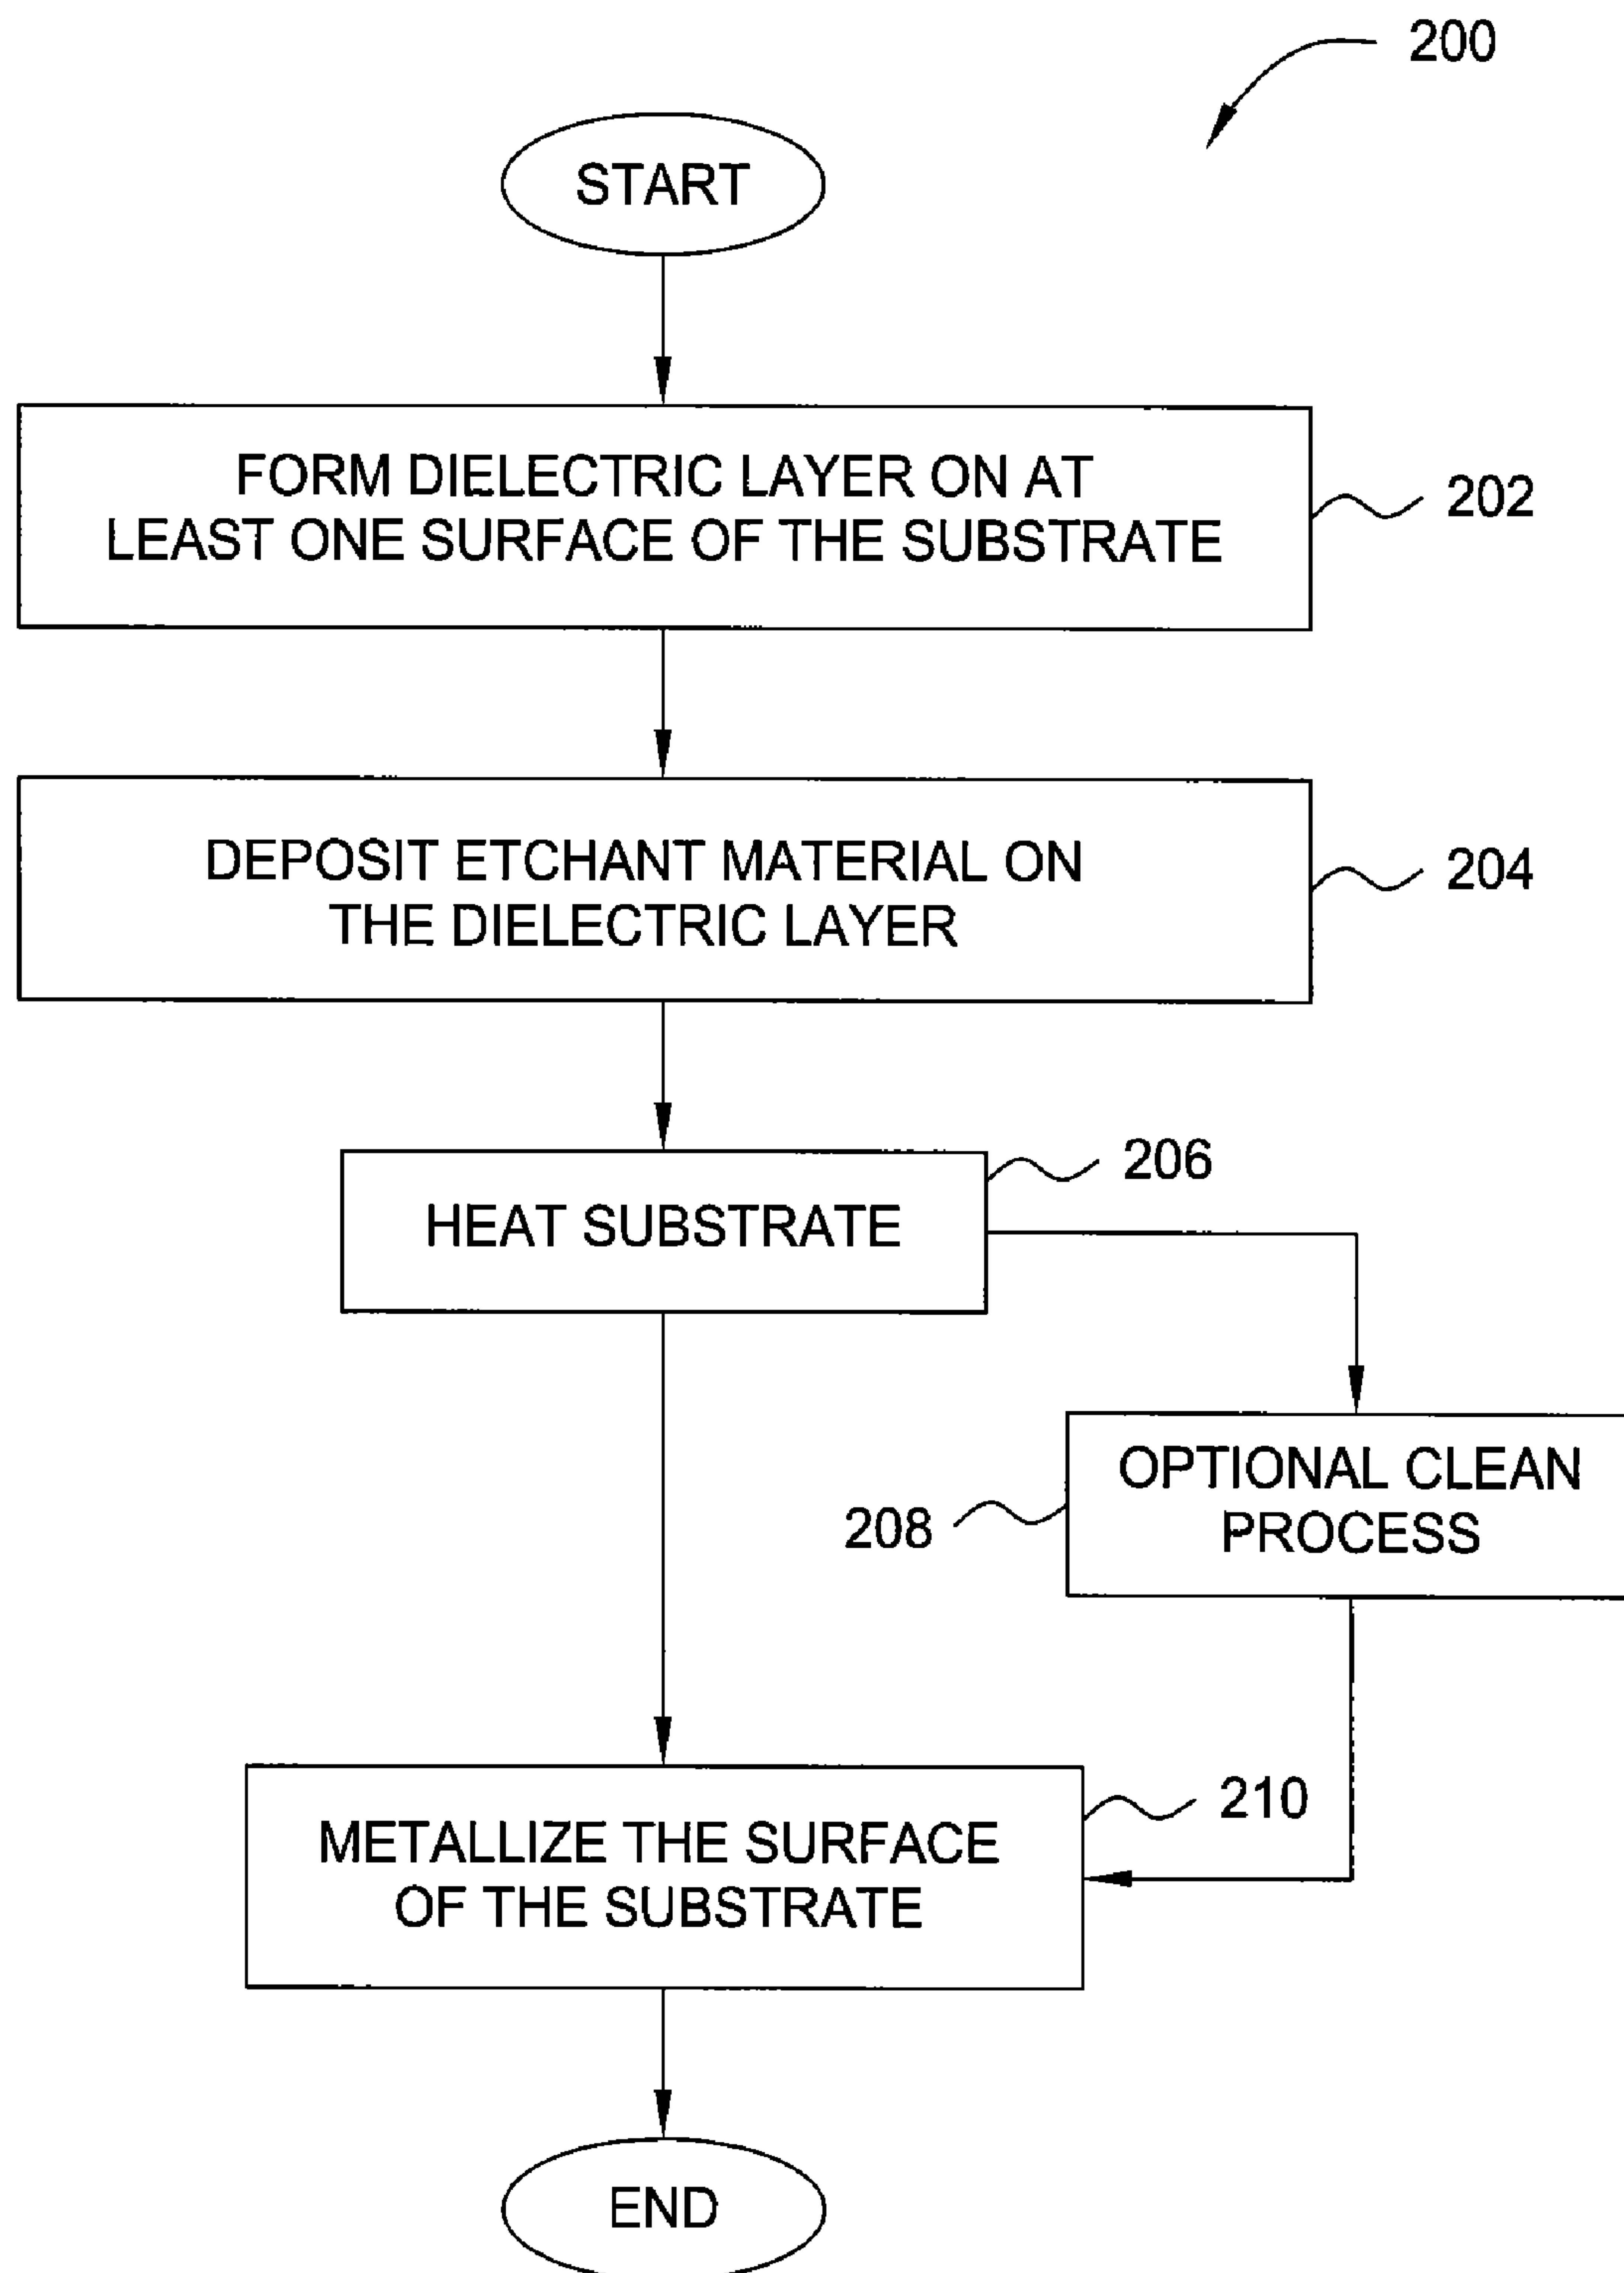 200
START
FORM DIELECTRIC LAYER ON AT
LEAST ONE SURFACE OF THE SUBSTRATE
202
DEPOSIT ETCHANT MATERIAL ON
THE DIELECTRIC LAYER
204
206
HEAT SUBSTRATE
OPTIONAL CLEAN
PROCESS
208
210
METALLIZE THE SURFACE
OF THE SUBSTRATE
END